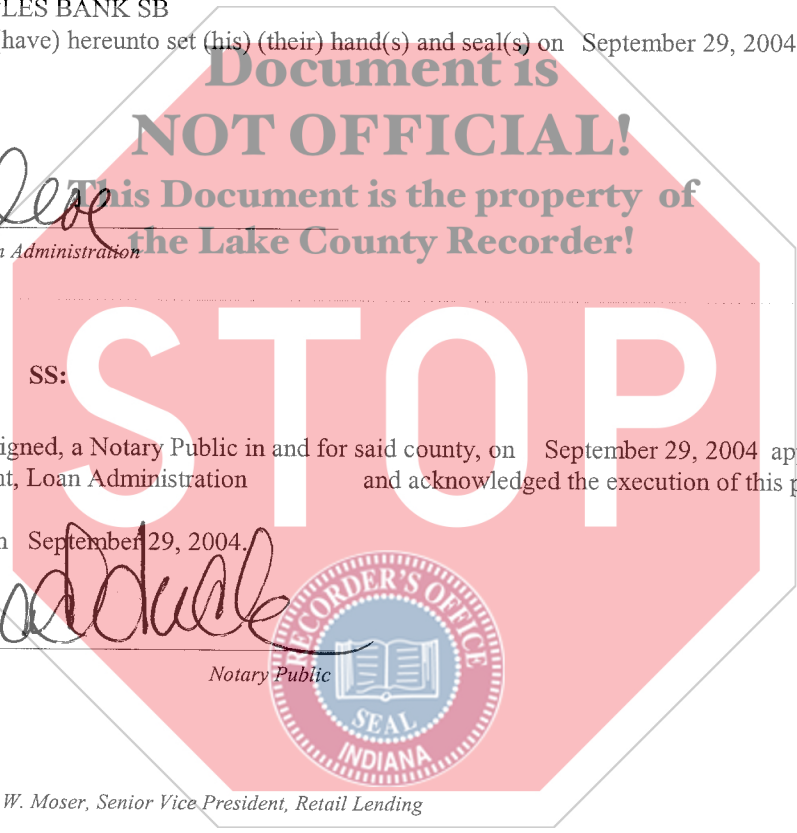 LES BANK SB
have) hereunto set (his) (their) hand(s) and seal(s) on September 29, 2004
Document is
NOT OFFICIAL!
This Document is the property of
the Lake County Recorder!
n Administration
STOP
SS:
igned, a Notary Public in and for said county, on September 29, 2004 ap
nt, Loan Administration and acknowledged the execution of this p
n September 29, 2004.
Notary Public
RECORDER'S OFFICE
SEAL
INDIANA
W. Moser, Senior Vice President, Retail Lending